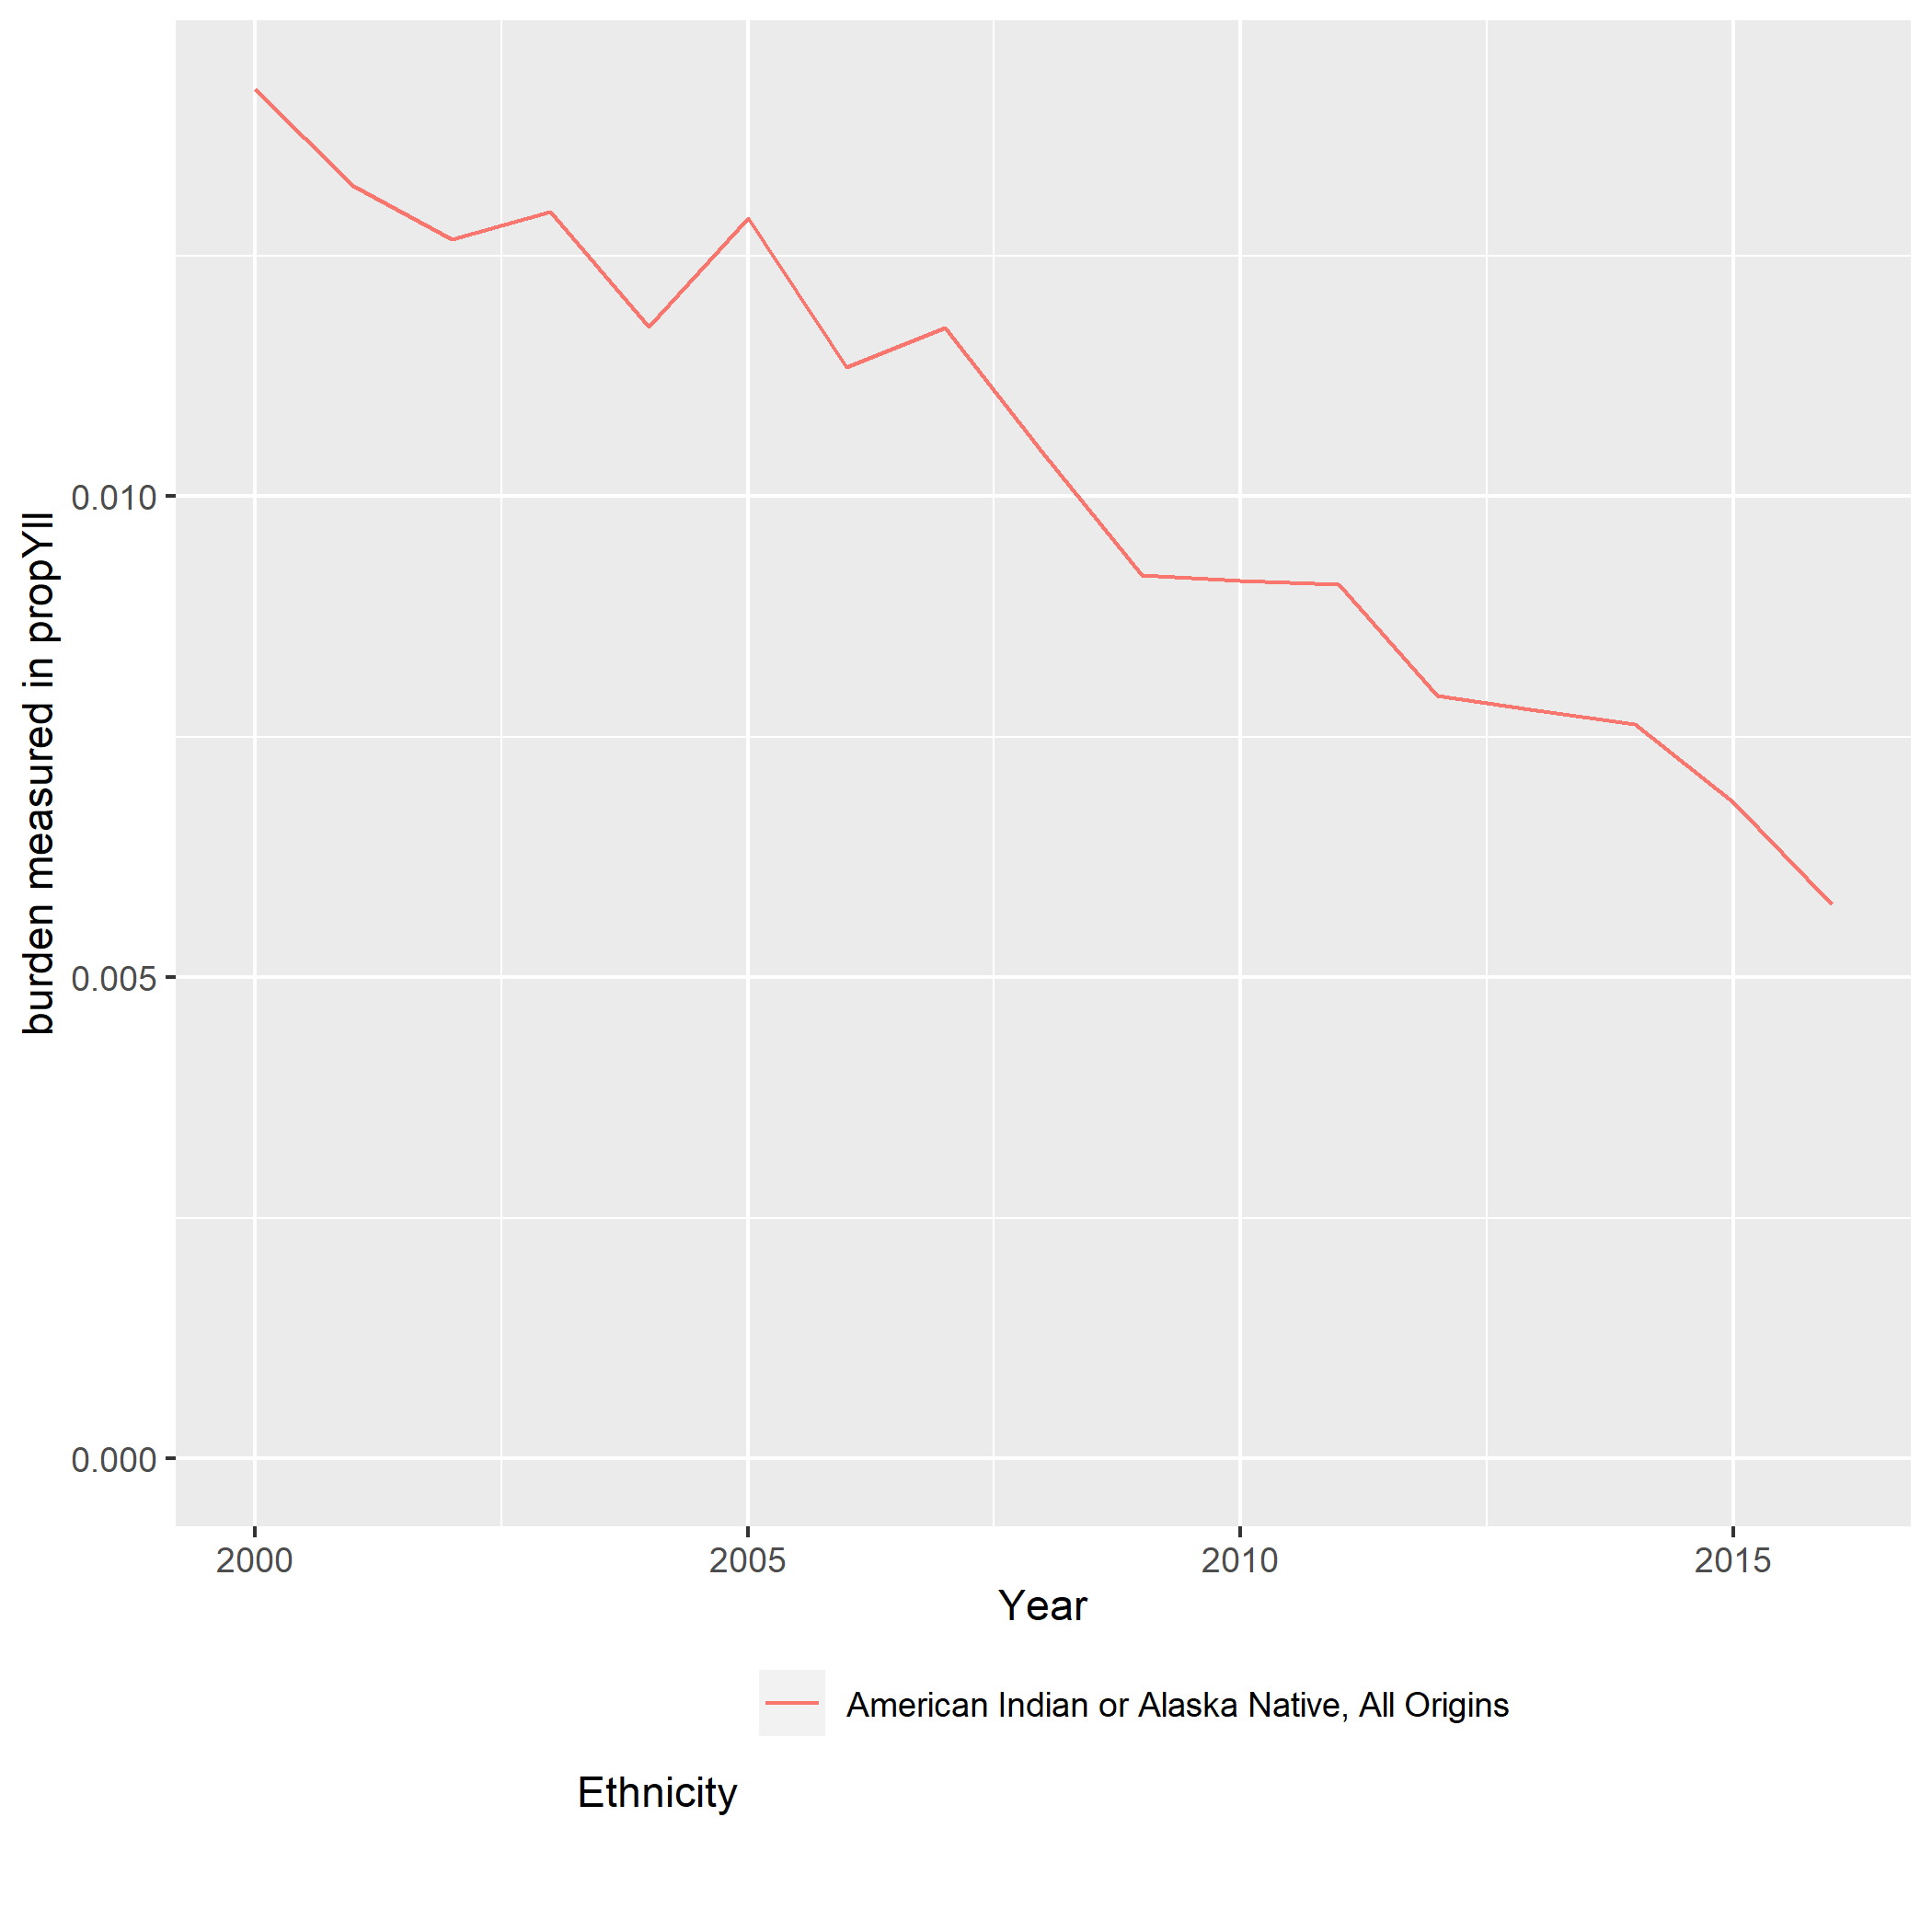 burden measured in propYll
0.010
0.005
0.000
2000 2005 2010 2015
Year
American Indian or Alaska Native, All Origins
Ethnicity